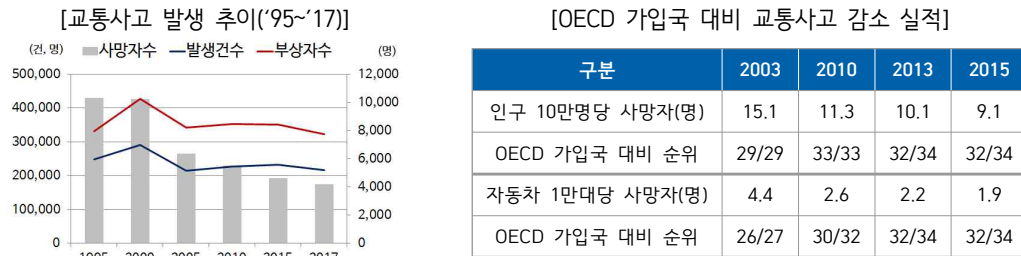 [교통사고 발생 추이('95~'17)]
(건, 명) 사망자수 발생건수 부상자수 (명)
500,000 12,000
400,000 10,000
300,000 8,000
200,000 6,000
100,000 4,000
0 2,000
0
1995 2000 2005 2010 2015 2017
[OECD 가입국 대비 교통사고 감소 실적]
구분 2003 2010 2013 2015
인구 10만명당 사망자(명) 15.1 11.3 10.1 9.1
OECD 가입국 대비 순위 29/29 33/33 32/34 32/34
자동차 1만대당 사망자(명) 4.4 2.6 2.2 1.9
OECD 가입국 대비 순위 26/27 30/32 32/34 32/34